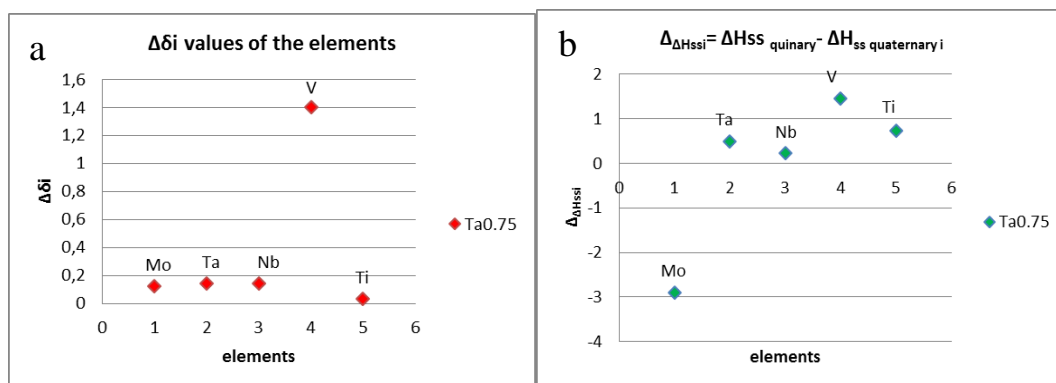 a
Δδi values of the elements
1,6
1,4
1,2
1
0,8
0,6
0,4
0,2
0
Δδi
V
Mo
Ta
Nb
Ti
0 1 2 3 4 5 6
elements
Ta0.75
b
Δ_ΔHssi= ΔHss quinary- ΔHss quaternary i
2
1
0
-1
-2
-3
-4
Δ_ΔHssi
V
Ta
Nb
Ti
Mo
0 1 2 3 4 5 6
elements
Ta0.75